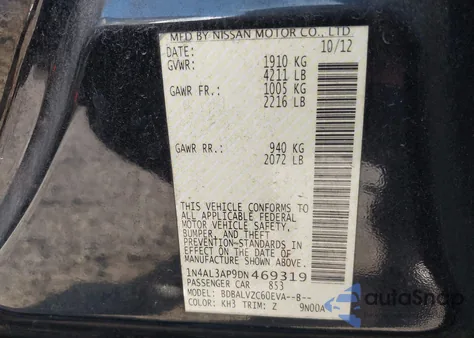 MFD BY NISSAN MOTOR CO., LTD
DATE: 10/12
GVWR: 1910 KG
4211 LB
GAWR FR.: 1005 KG
2216 LB
GAWR RR.: 940 KG
2072 LB
THIS VEHICLE CONFORMS TO
ALL APPLICABLE FEDERAL
MOTOR VEHICLE SAFETY,
BUMPER, AND THEFT
PREVENTION STANDARDS IN
EFFECT ON THE DATE OF
MANUFACTURE SHOWN ABOVE.
1N4AL3AP9DN469319
PASSENGER CAR 853
MODEL: BDBALVZC60EVA--B--
COLOR: KH3 TRIM: Z 9N00A
autoSnap